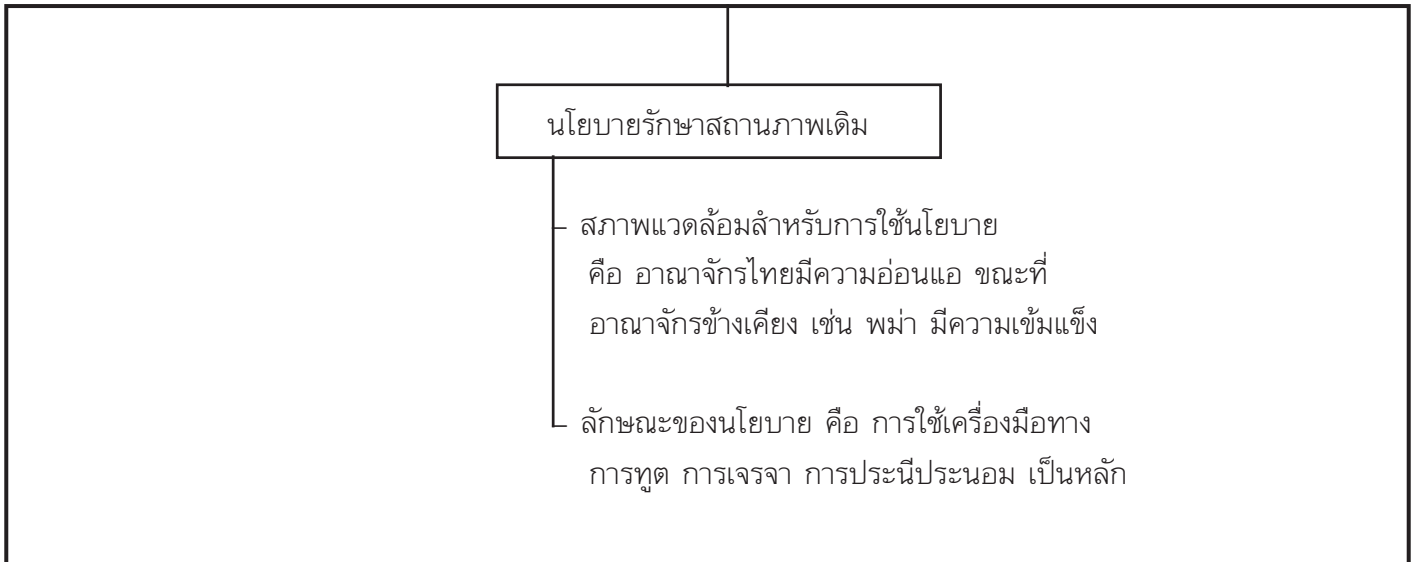 นโยบายรักษาสถานภาพเดิม
สภาพแวดล้อมสำหรับการใช้นโยบาย
คือ อาณาจักรไทยมีความอ่อนแอ ขณะที่
อาณาจักรข้างเคียง เช่น พม่า มีความเข้มแข็ง
ลักษณะของนโยบาย คือ การใช้เครื่องมือทาง
การทูต การเจรจา การประนีประนอม เป็นหลัก